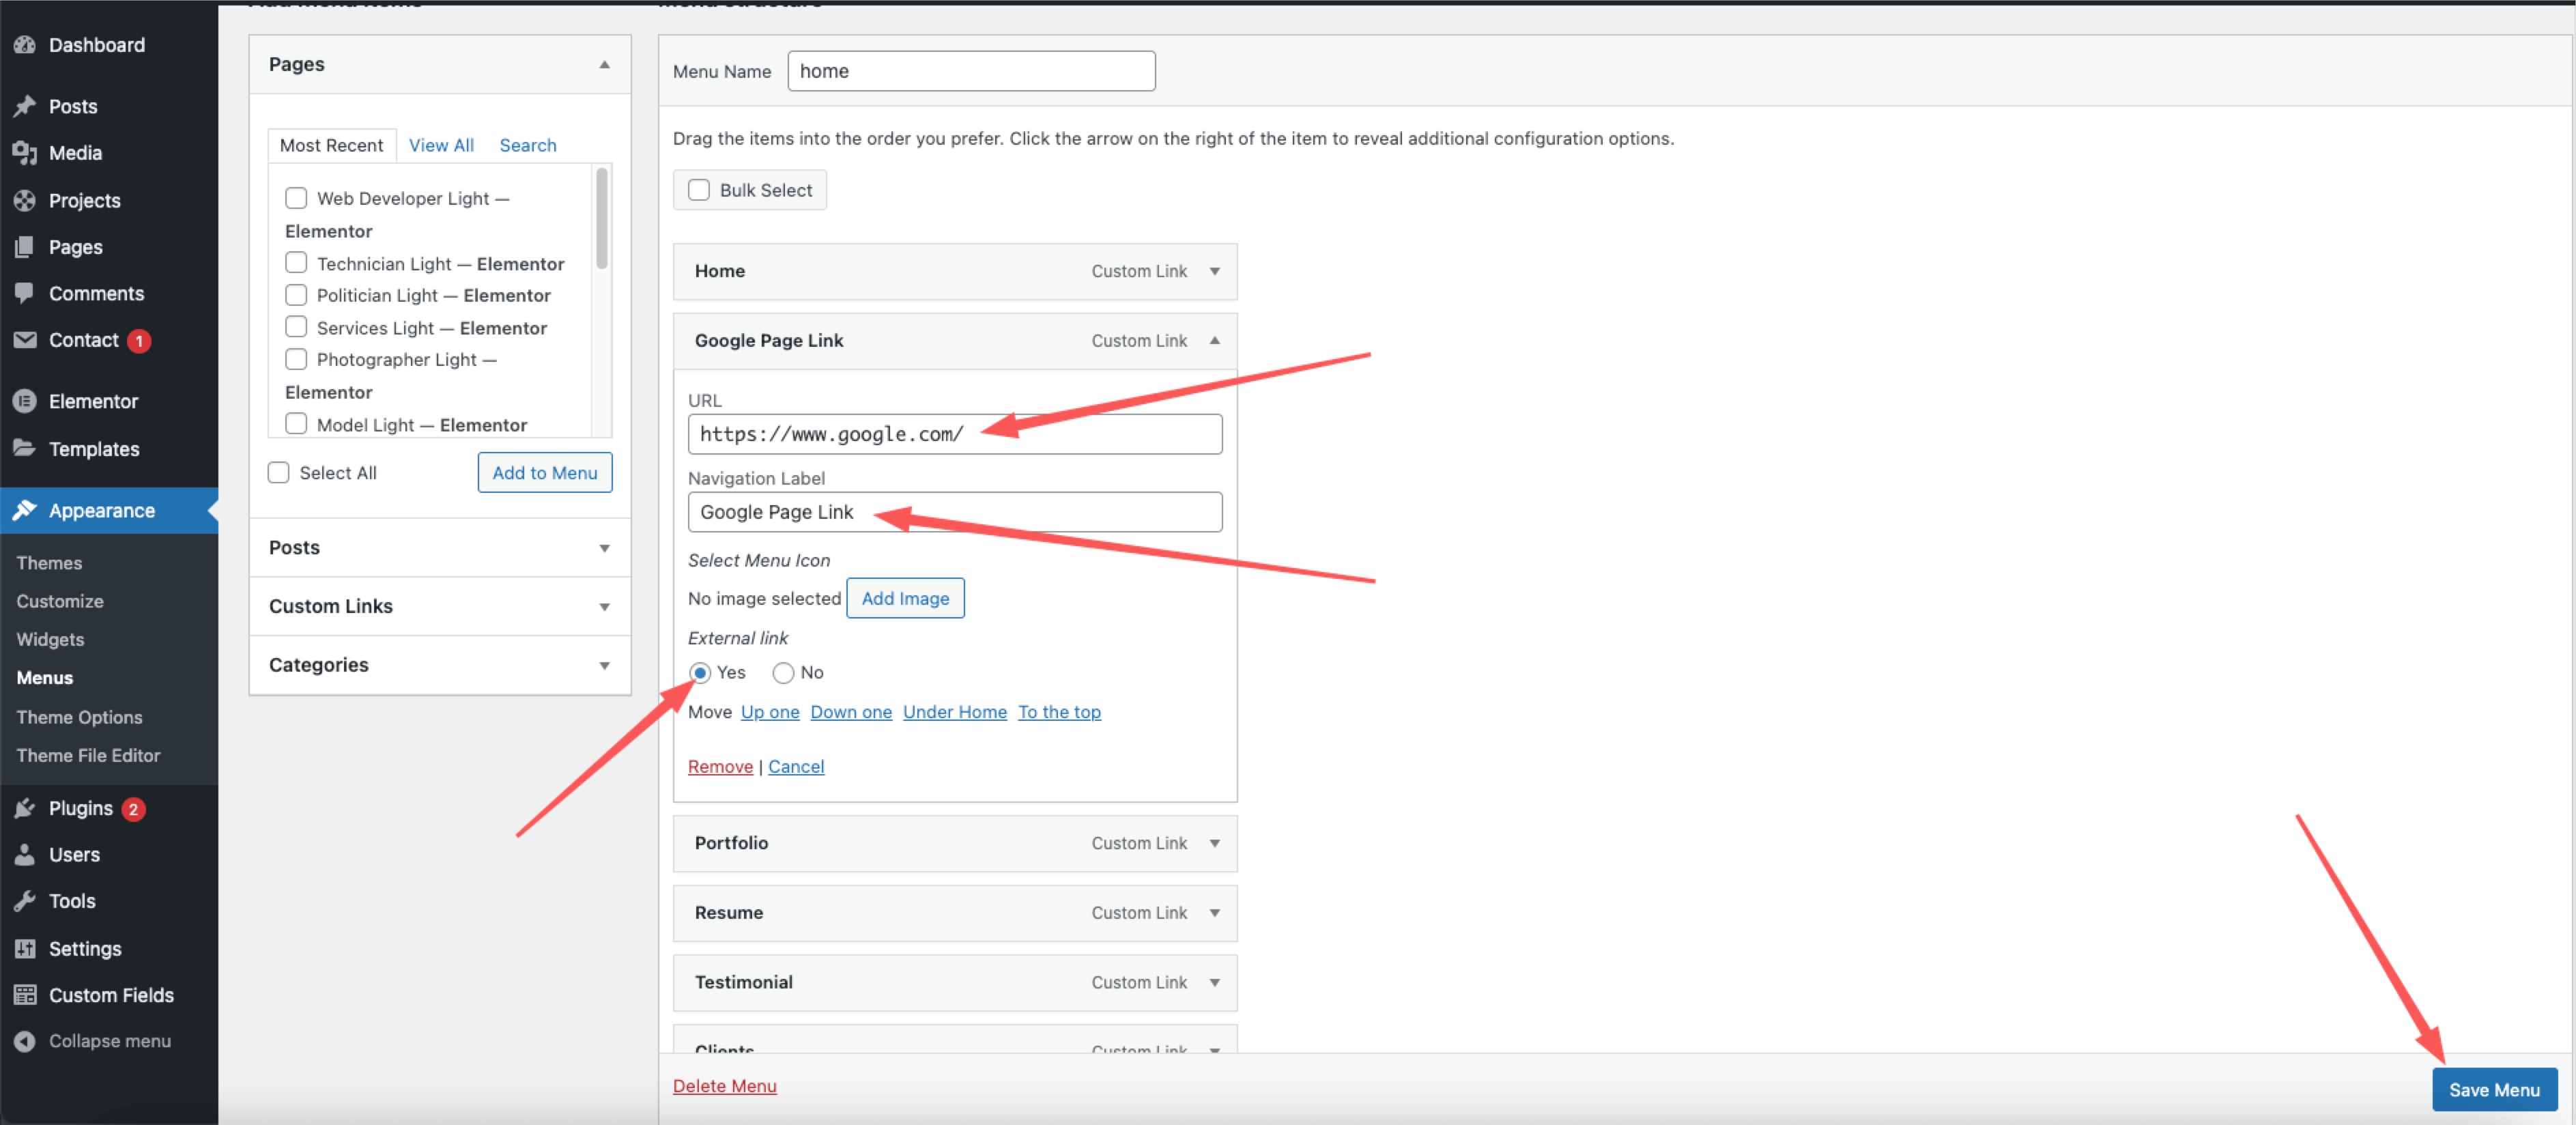 Add menu items
Menu structure
Dashboard
Posts
Media
Projects
Pages
Comments
Contact 1
Elementor
Templates
Appearance
Themes
Customize
Widgets
Menus
Theme Options
Theme File Editor
Plugins 2
Users
Tools
Settings
Custom Fields
Collapse menu
Pages
Most Recent View All Search
Web Developer Light —
Elementor
Technician Light — Elementor
Politician Light — Elementor
Services Light — Elementor
Photographer Light —
Elementor
Model Light — Elementor
Select All Add to Menu
Posts
Custom Links
Categories
Menu Name home
Drag the items into the order you prefer. Click the arrow on the right of the item to reveal additional configuration options.
Bulk Select
Home Custom Link
Google Page Link Custom Link
URL
https://www.google.com/
Navigation Label
Google Page Link
Select Menu Icon
No image selected Add Image
External link
Yes No
Move Up one Down one Under Home To the top
Remove | Cancel
Portfolio Custom Link
Resume Custom Link
Testimonial Custom Link
Clients Custom Link
Delete Menu
Save Menu